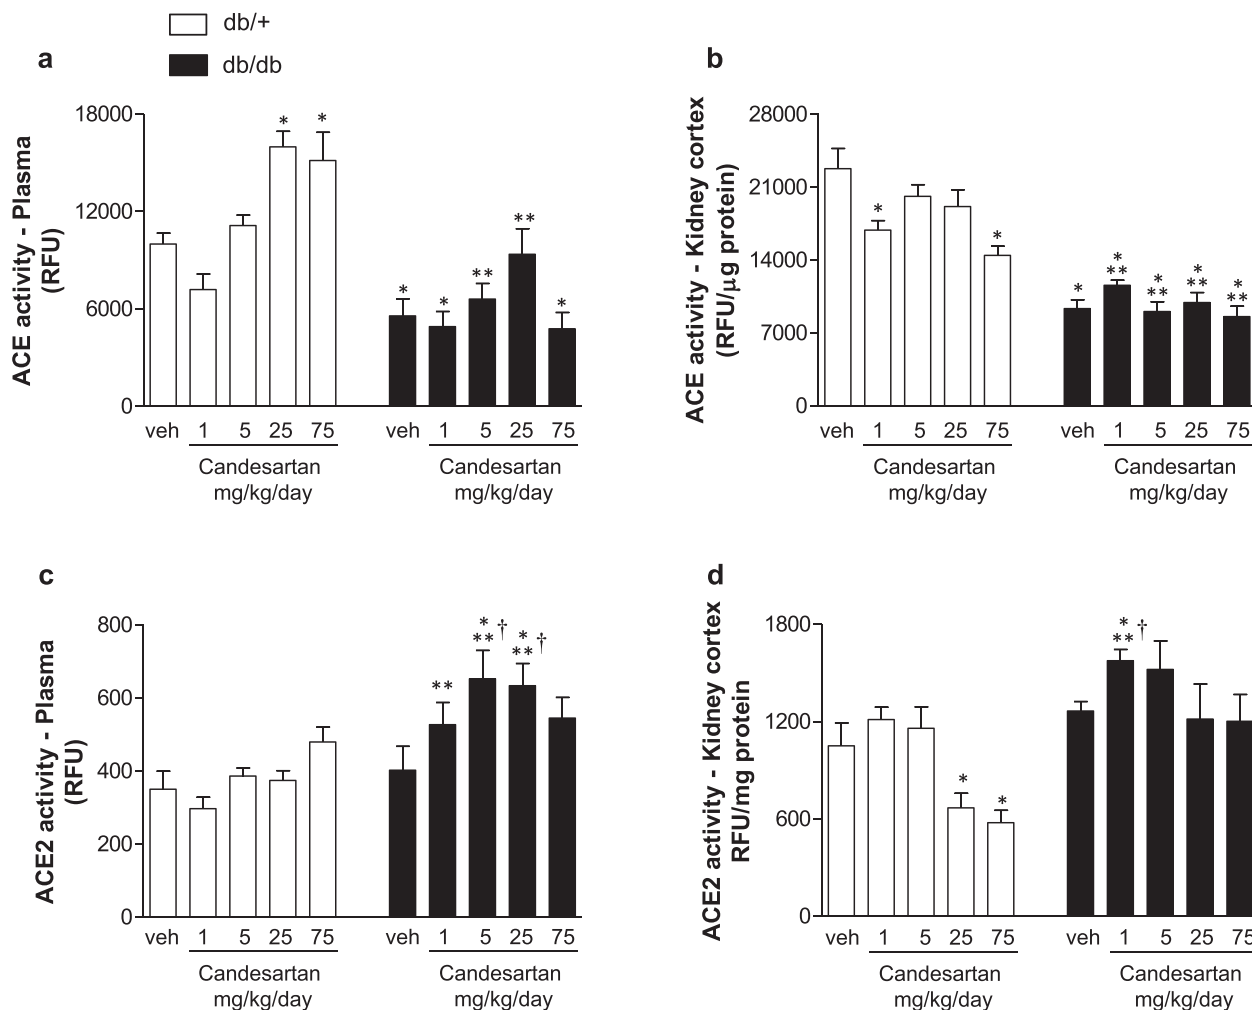 db/+
db/db
a
ACE activity - Plasma
(RFU)
18000
12000
6000
0
* *
* * ** ** *
veh 1 5 25 75 veh 1 5 25 75
Candesartan Candesartan
mg/kg/day mg/kg/day
b
ACE activity - Kidney cortex
(RFU/μg protein)
28000
21000
14000
7000
0
* *
* * * * *
** ** ** **
veh 1 5 25 75 veh 1 5 25 75
Candesartan Candesartan
mg/kg/day mg/kg/day
c
ACE2 activity - Plasma
(RFU)
800
600
400
200
0
* † * †
** ** **
veh 1 5 25 75 veh 1 5 25 75
Candesartan Candesartan
mg/kg/day mg/kg/day
d
ACE2 activity - Kidney cortex
RFU/mg protein
1800
1200
600
0
* †
**
* *
veh 1 5 25 75 veh 1 5 25 75
Candesartan Candesartan
mg/kg/day mg/kg/day